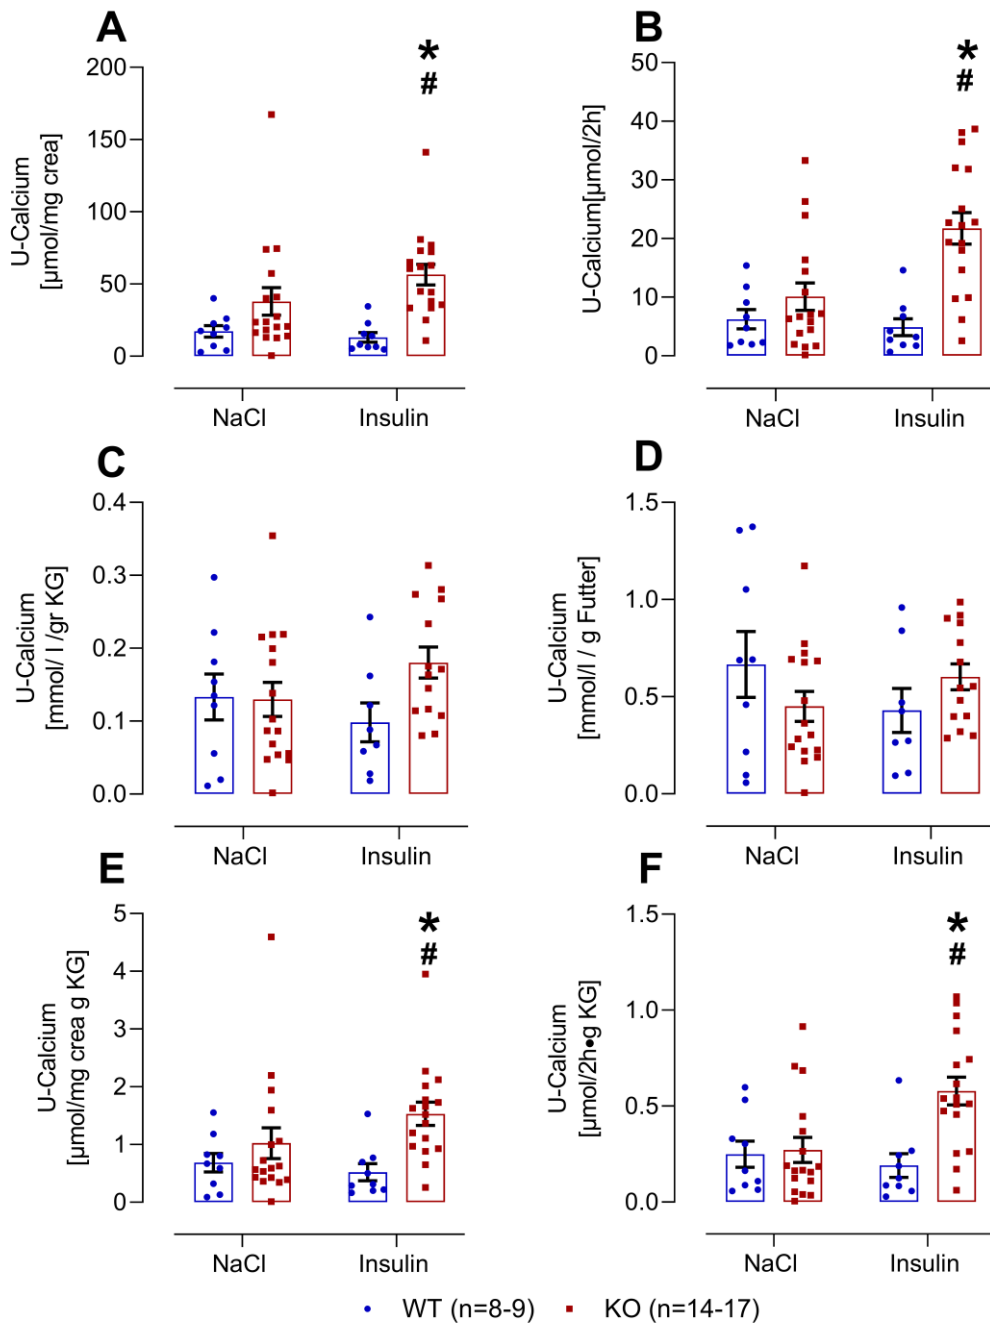 A
U-Calcium
[µmol/mg crea]
200
150
100
50
0
*
#
NaCl
Insulin
B
U-Calcium[µmol/2h]
50
40
30
20
10
0
*
#
NaCl
Insulin
C
U-Calcium
[mmol/ l /gr KG]
0.4
0.3
0.2
0.1
0.0
NaCl
Insulin
D
U-Calcium
[mmol/l / g Futter]
1.5
1.0
0.5
0.0
NaCl
Insulin
E
U-Calcium
[µmol/mg crea g KG]
5
4
3
2
1
0
*
#
NaCl
Insulin
F
U-Calcium
[µmol/2h•g KG]
1.5
1.0
0.5
0.0
*
#
NaCl
Insulin
WT (n=8-9)
KO (n=14-17)